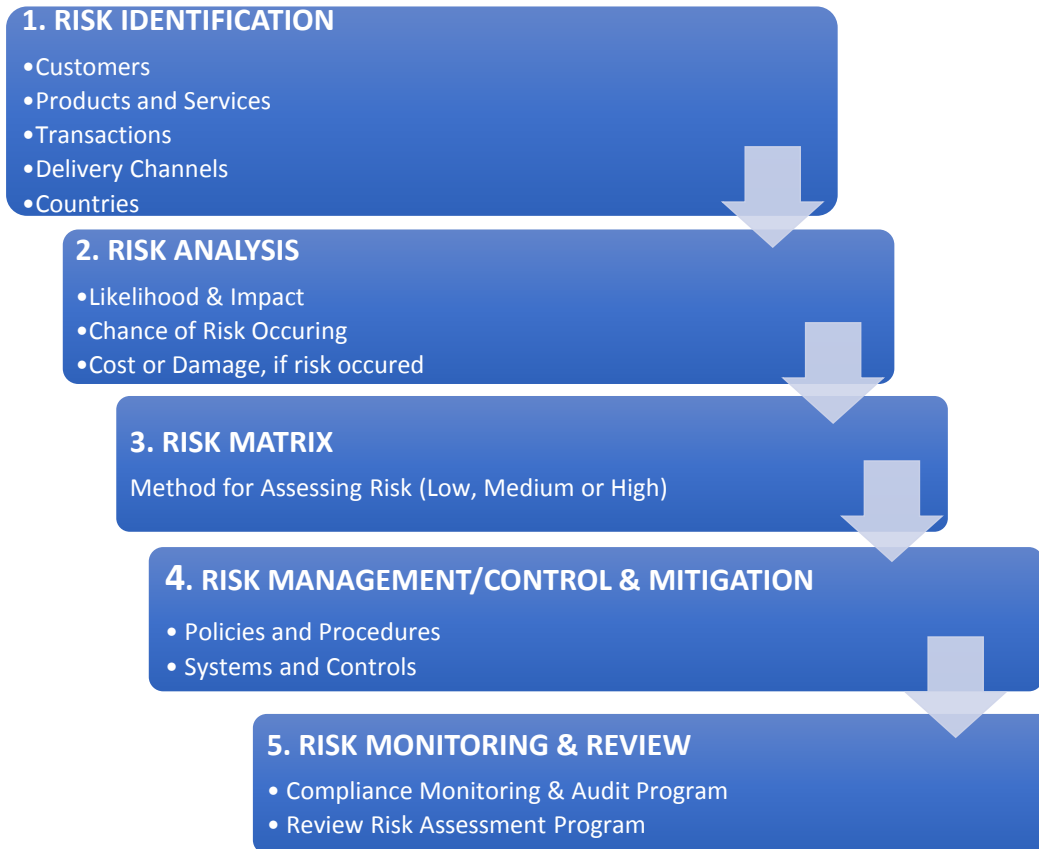 1. RISK IDENTIFICATION
•Customers
•Products and Services
•Transactions
•Delivery Channels
•Countries
2. RISK ANALYSIS
•Likelihood & Impact
•Chance of Risk Occuring
•Cost or Damage, if risk occured
3. RISK MATRIX
Method for Assessing Risk (Low, Medium or High)
4. RISK MANAGEMENT/CONTROL & MITIGATION
• Policies and Procedures
• Systems and Controls
5. RISK MONITORING & REVIEW
• Compliance Monitoring & Audit Program
• Review Risk Assessment Program